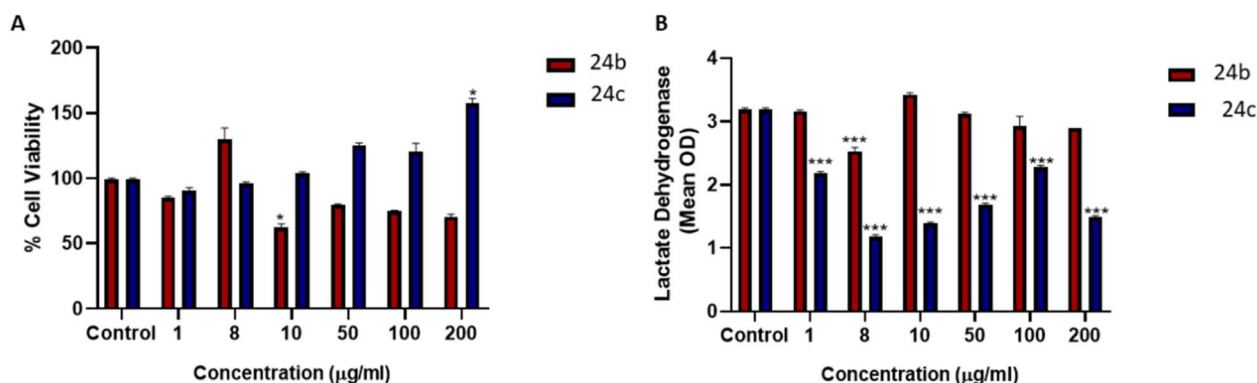 A
200
150
100
50
0
% Cell Viability
*
*
Control 1 8 10 50 100 200
Concentration (µg/ml)
24b
24c
B
4
3
2
1
0
Lactate Dehydrogenase
(Mean OD)
***
***
***
***
***
***
***
Control 1 8 10 50 100 200
Concentration (µg/ml)
24b
24c